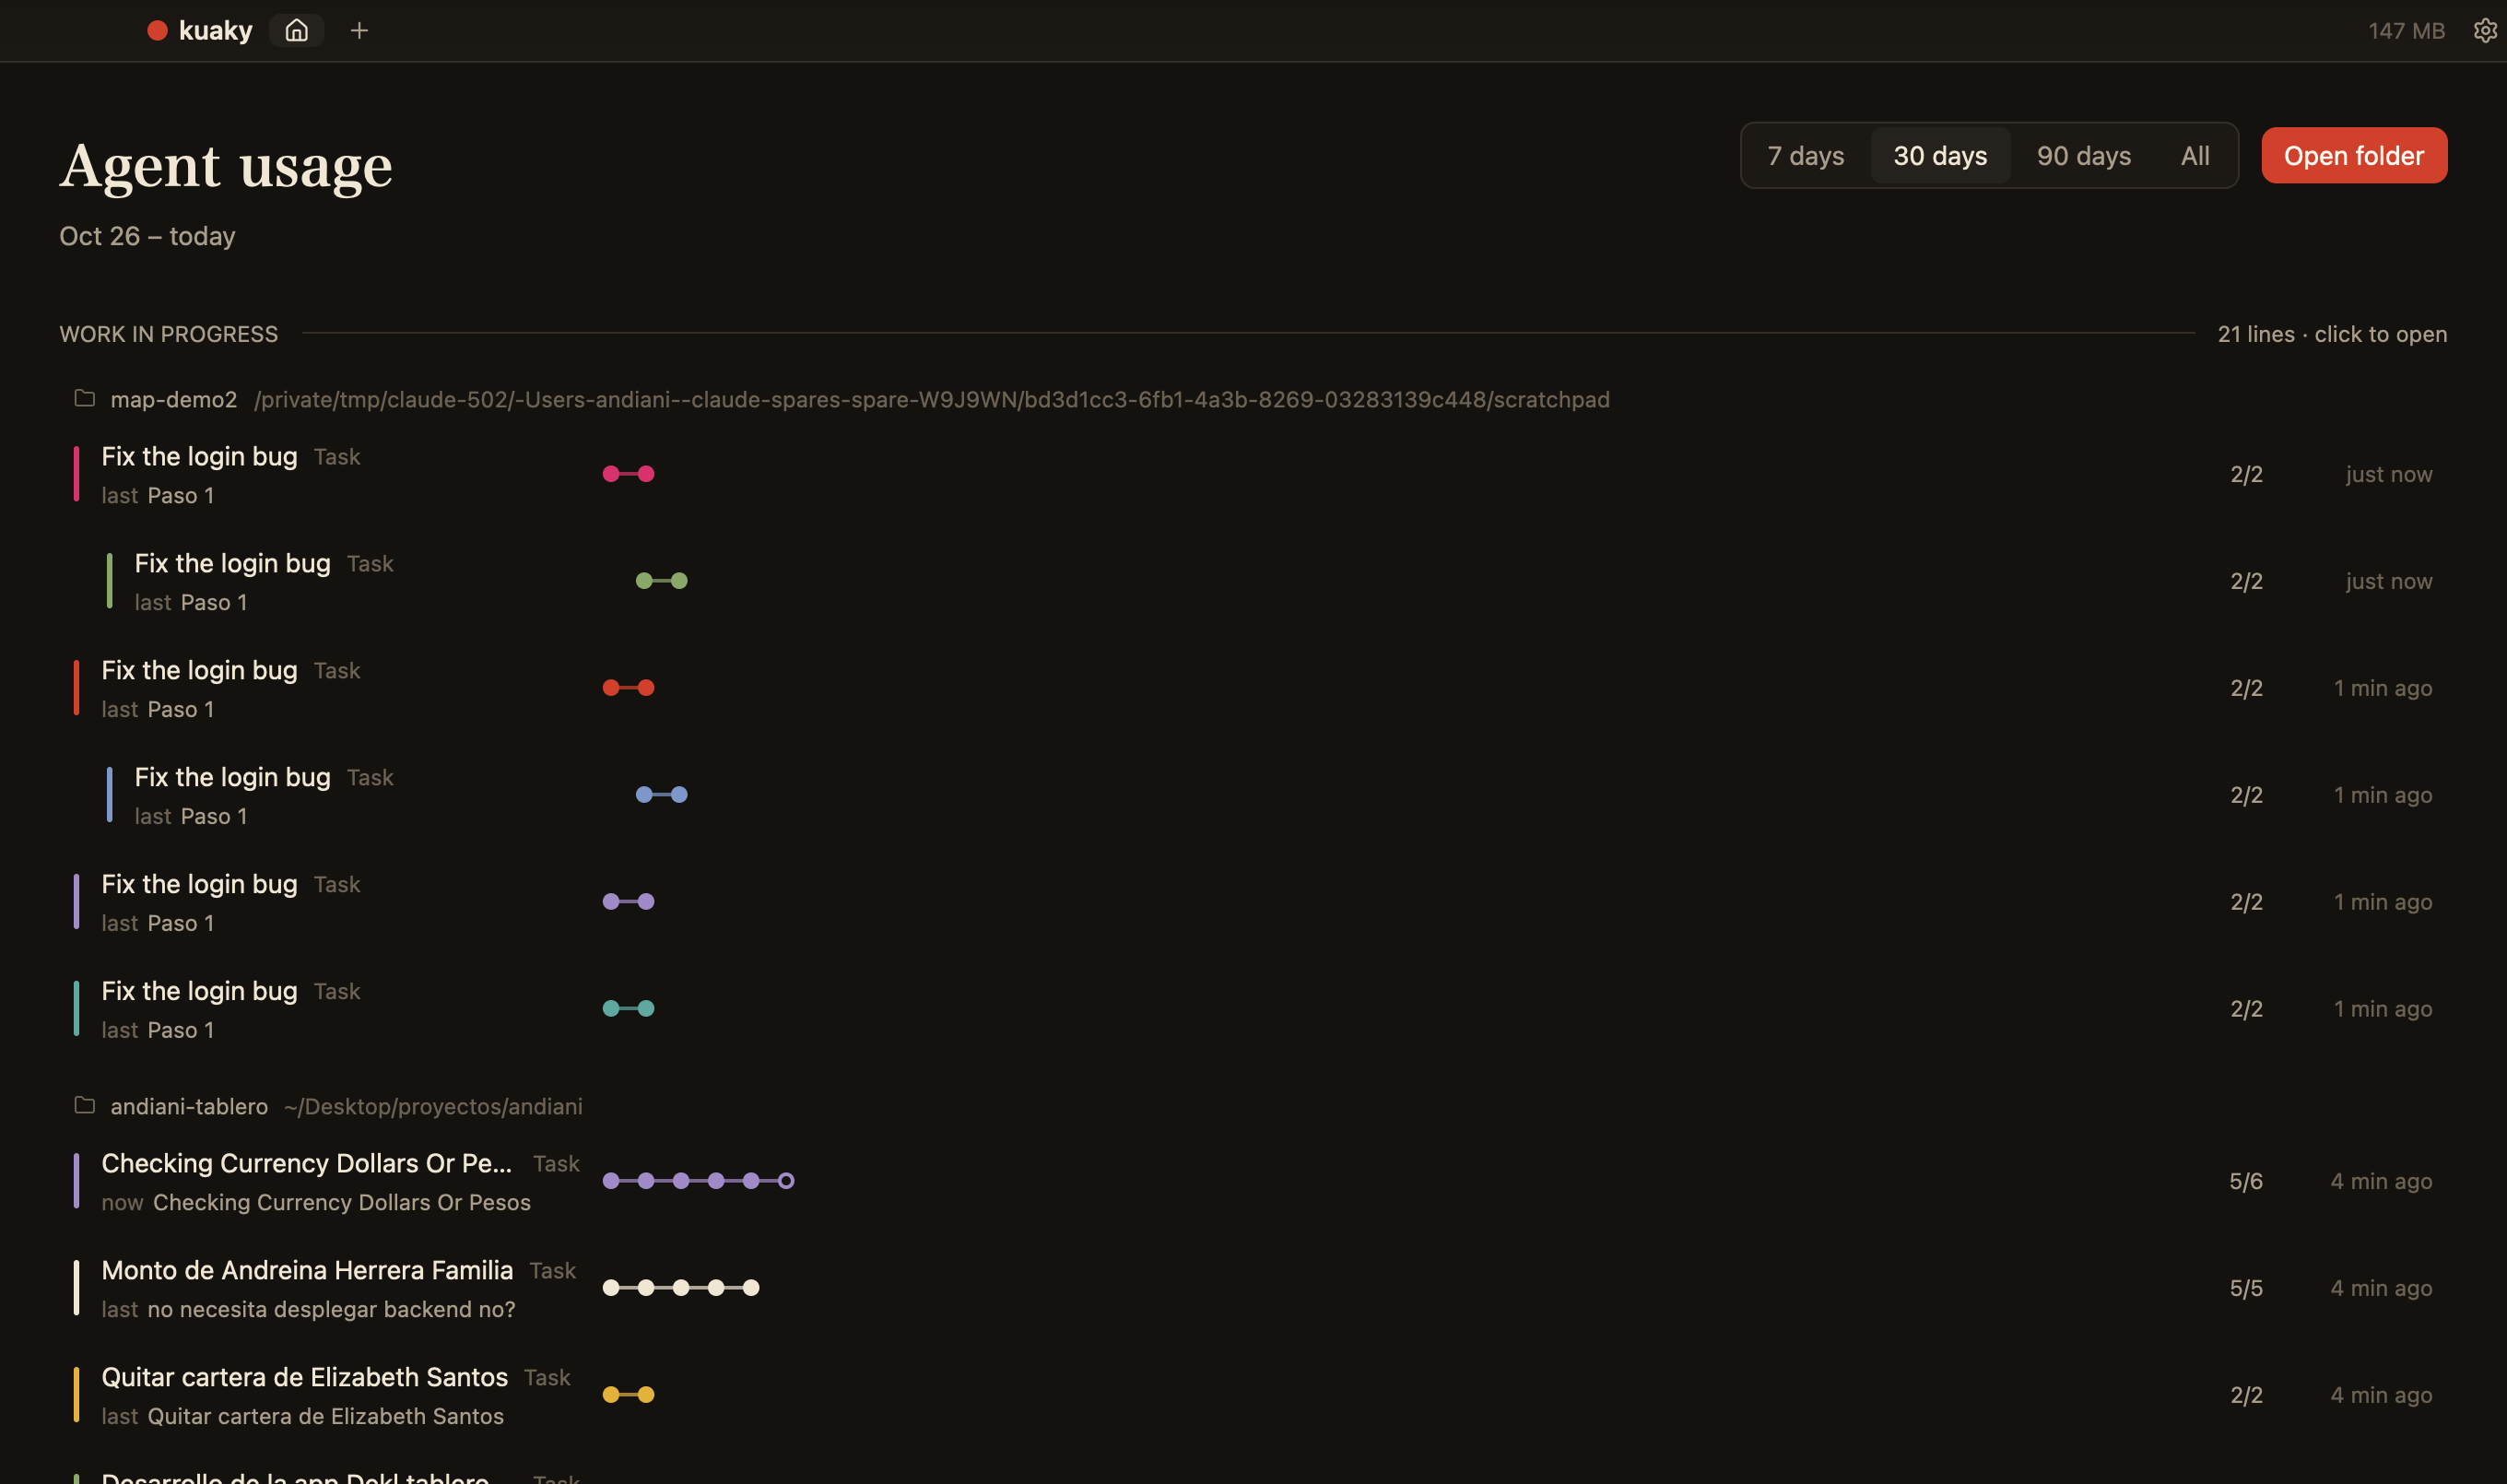 kuaky
147 MB
Agent usage
7 days 30 days 90 days All Open folder
Oct 26 – today
WORK IN PROGRESS 21 lines · click to open
map-demo2 /private/tmp/claude-502/-Users-andiani--claude-spares-spare-W9J9WN/bd3d1cc3-6fb1-4a3b-8269-03283139c448/scratchpad
Fix the login bug Task
last Paso 1
2/2 just now
Fix the login bug Task
last Paso 1
2/2 just now
Fix the login bug Task
last Paso 1
2/2 1 min ago
Fix the login bug Task
last Paso 1
2/2 1 min ago
Fix the login bug Task
last Paso 1
2/2 1 min ago
Fix the login bug Task
last Paso 1
2/2 1 min ago
andiani-tablero ~/Desktop/proyectos/andiani
Checking Currency Dollars Or Pe... Task
now Checking Currency Dollars Or Pesos
5/6 4 min ago
Monto de Andreina Herrera Familia Task
last no necesita desplegar backend no?
5/5 4 min ago
Quitar cartera de Elizabeth Santos Task
last Quitar cartera de Elizabeth Santos
2/2 4 min ago
Desarrollo de la app tablero Task